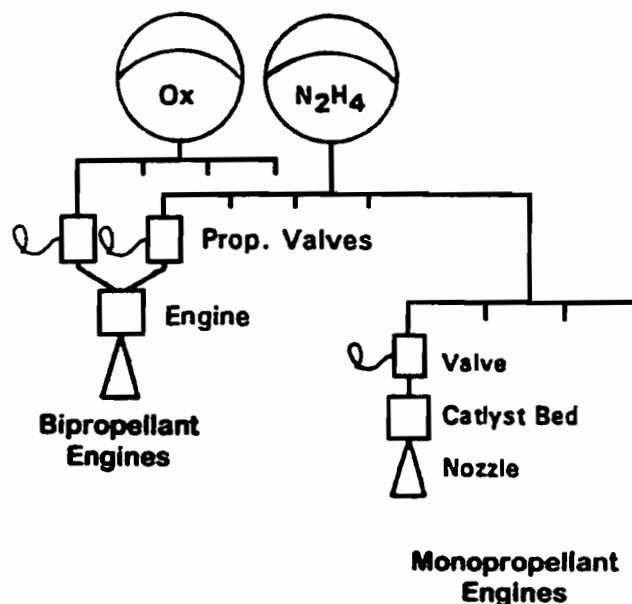 Ox
N₂H₄
Prop. Valves
Engine
Bipropellant
Engines
Valve
Catlyst Bed
Nozzle
Monopropellant
Engines